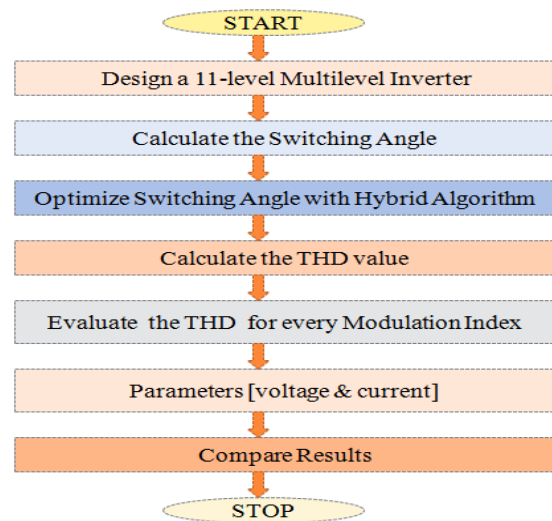 START
Design a 11-level Multilevel Inverter
Calculate the Switching Angle
Optimize Switching Angle with Hybrid Algorithm
Calculate the THD value
Evaluate the THD for every Modulation Index
Parameters [voltage & current]
Compare Results
STOP